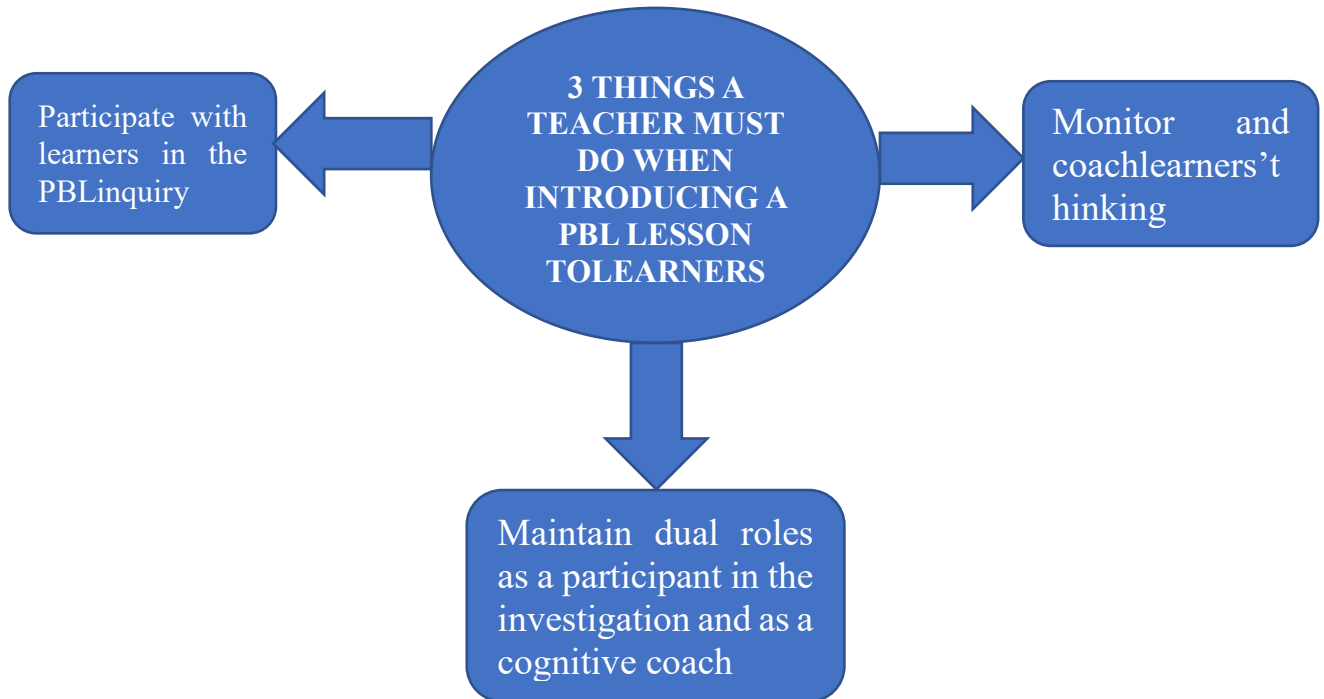 3 THINGS A
TEACHER MUST
DO WHEN
INTRODUCING A
PBL LESSON
TOLEARNERS
Participate with
learners in the
PBLinquiry
Monitor and
coachlearners’t
hinking
Maintain dual roles
as a participant in the
investigation and as a
cognitive coach